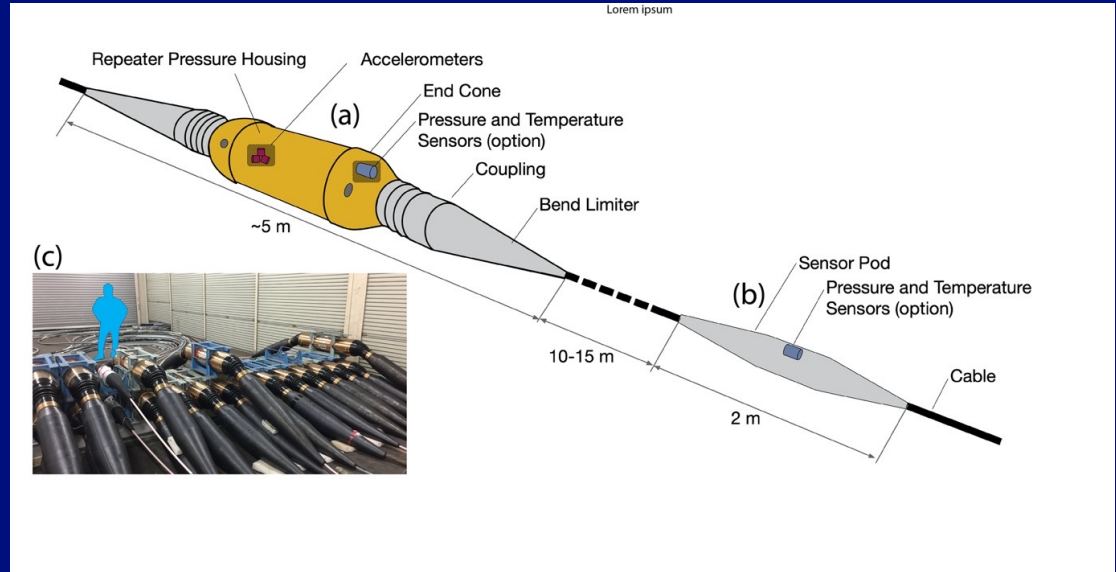 Lorem ipsum
Repeater Pressure Housing
Accelerometers
End Cone
(a)
Pressure and Temperature
Sensors (option)
Coupling
Bend Limiter
~5 m
(c)
Sensor Pod
(b)
Pressure and Temperature
Sensors (option)
10-15 m
Cable
2 m